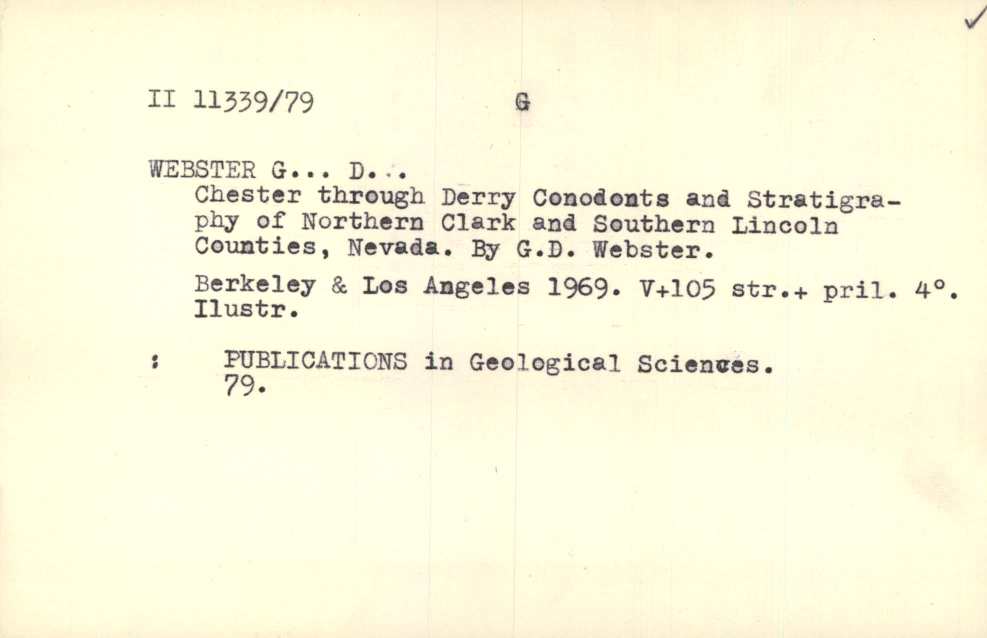 II 11339/79 G
WEBSTER G... D...
Chester through Derry Conodonts and Stratigra-
phy of Northern Clark and Southern Lincoln
Counties, Nevada. By G.D. Webster.
Berkeley & Los Angeles 1969. V+105 str.+ pril. 4°.
Ilustr.
: PUBLICATIONS in Geological Sciences.
79.